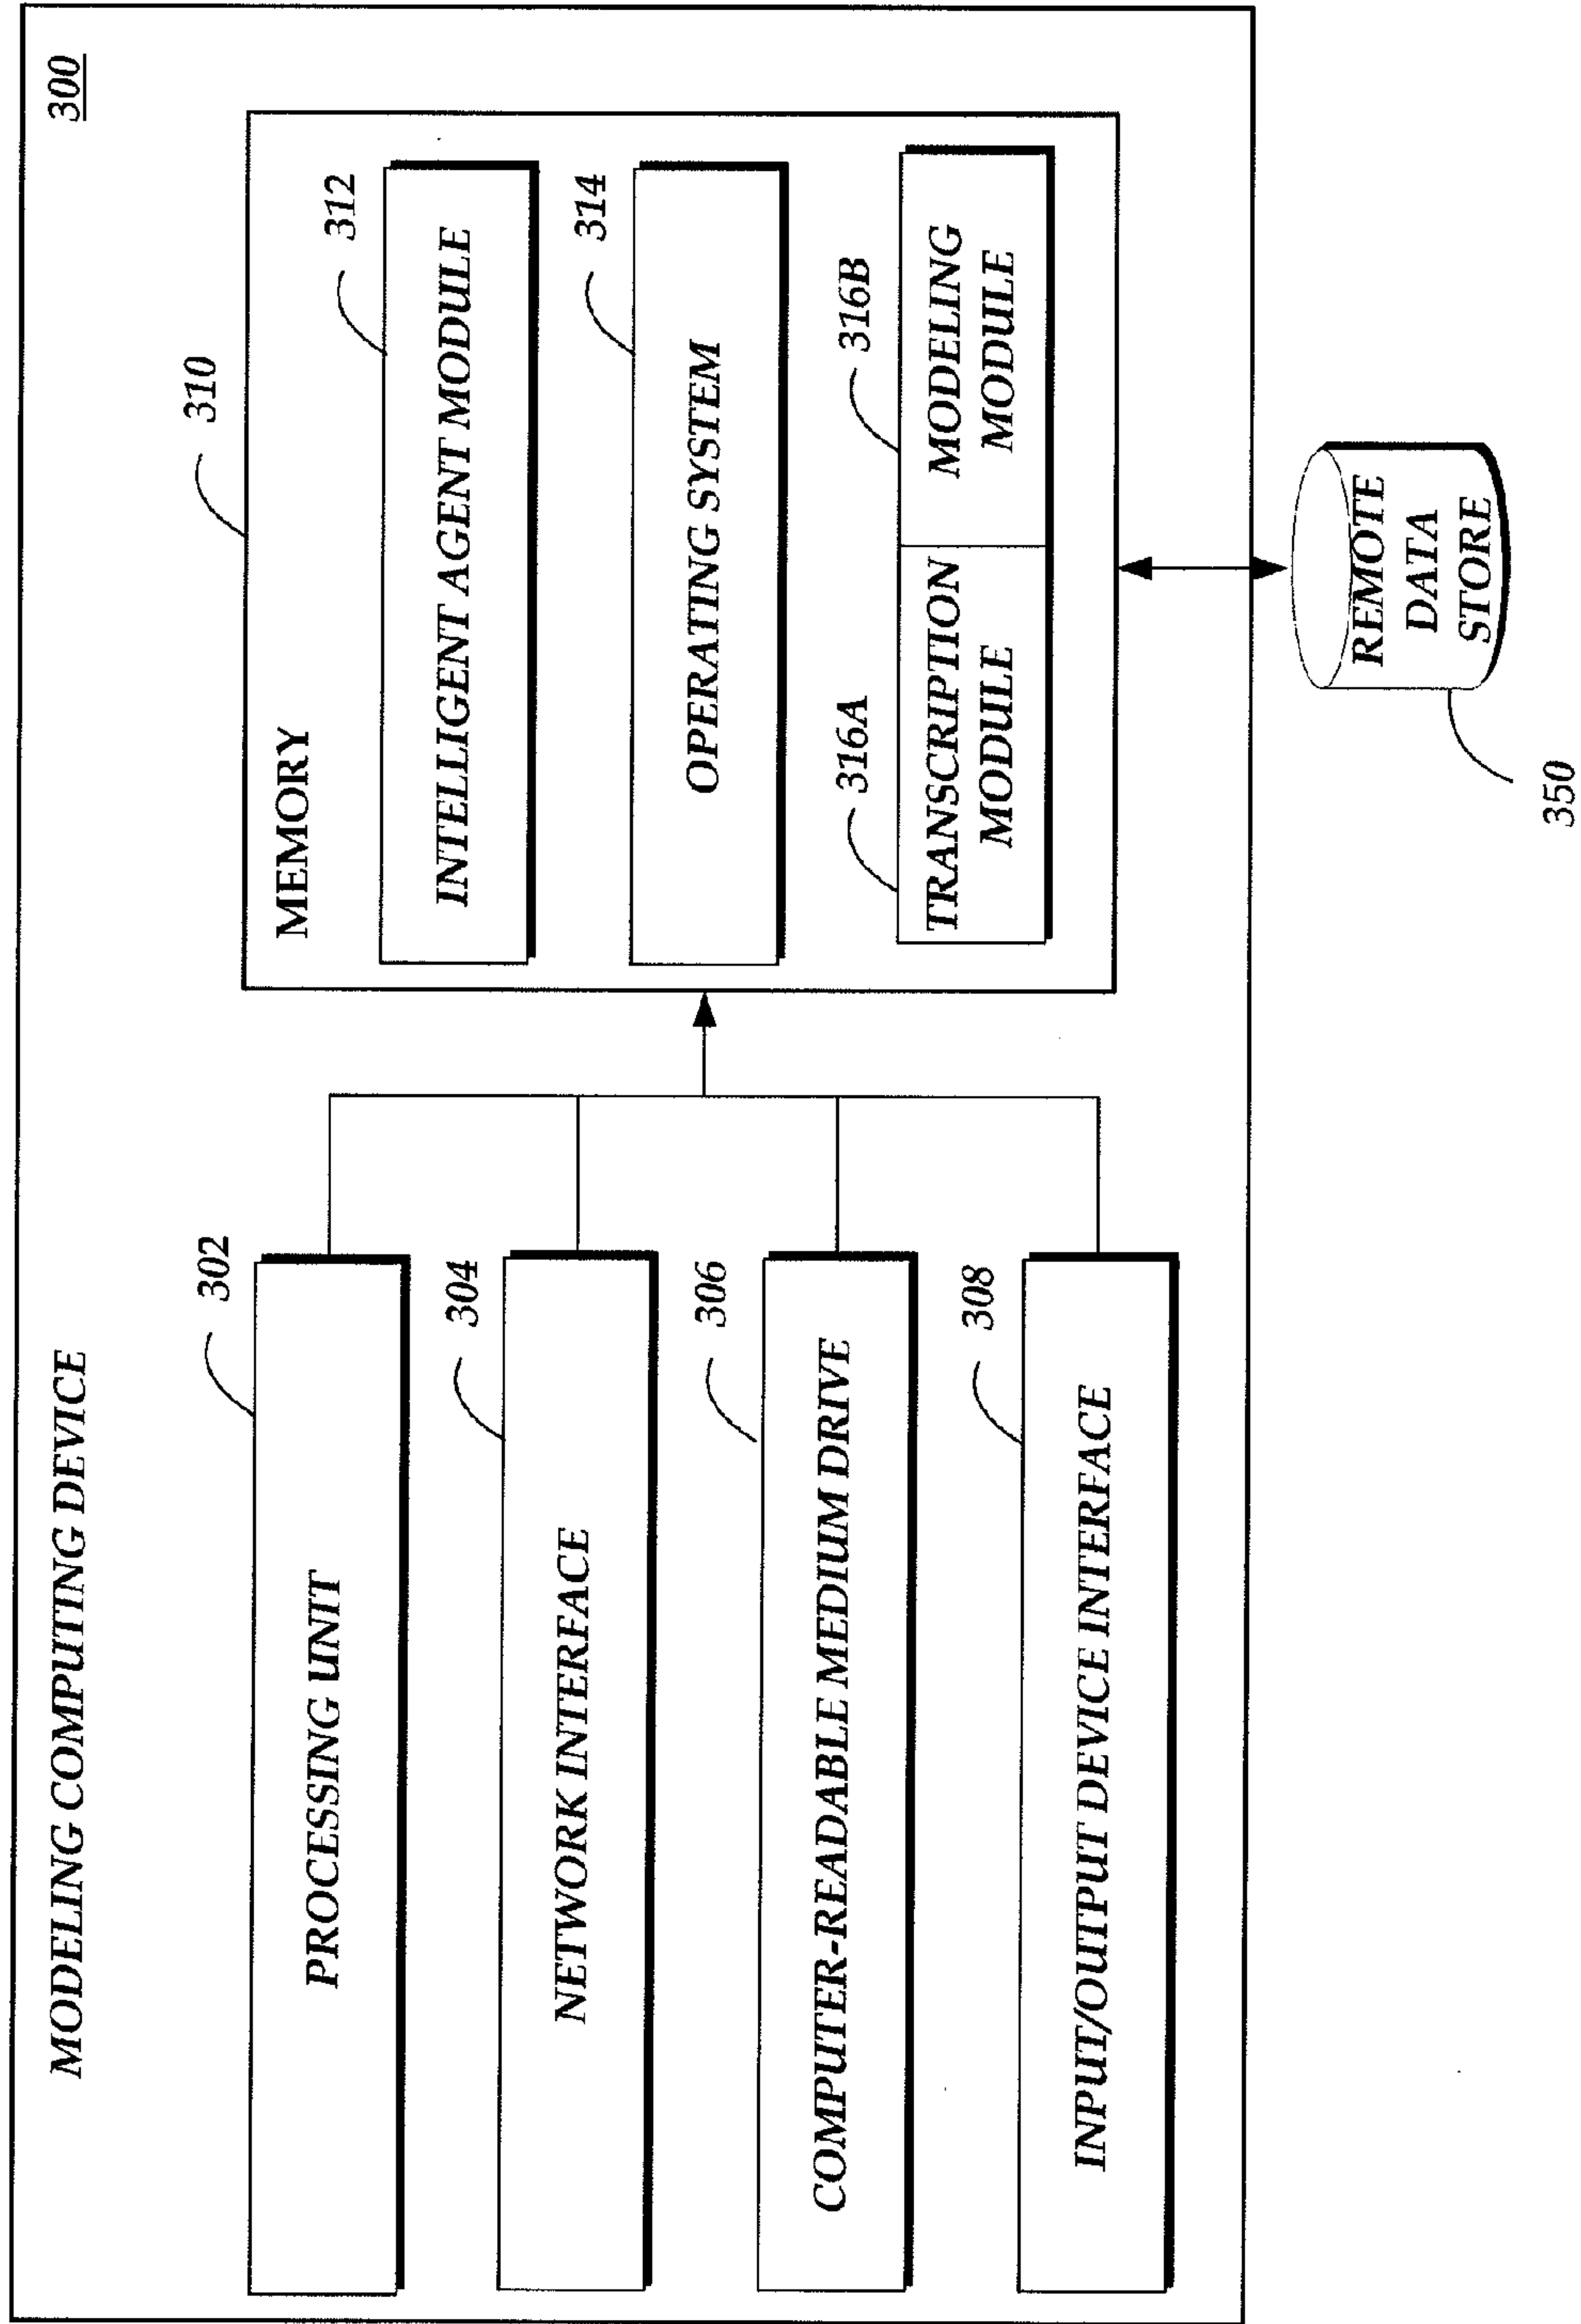 MODELING COMPUTING DEVICE
300
302
PROCESSING UNIT
304
NETWORK INTERFACE
306
COMPUTER-READABLE MEDIUM DRIVE
308
INPUT/OUTPUT DEVICE INTERFACE
310
MEMORY
312
INTELLIGENT AGENT MODULE
314
OPERATING SYSTEM
316A
TRANSCRIPTION
MODULE
316B
MODELING
MODULE
REMOTE
DATA
STORE
350